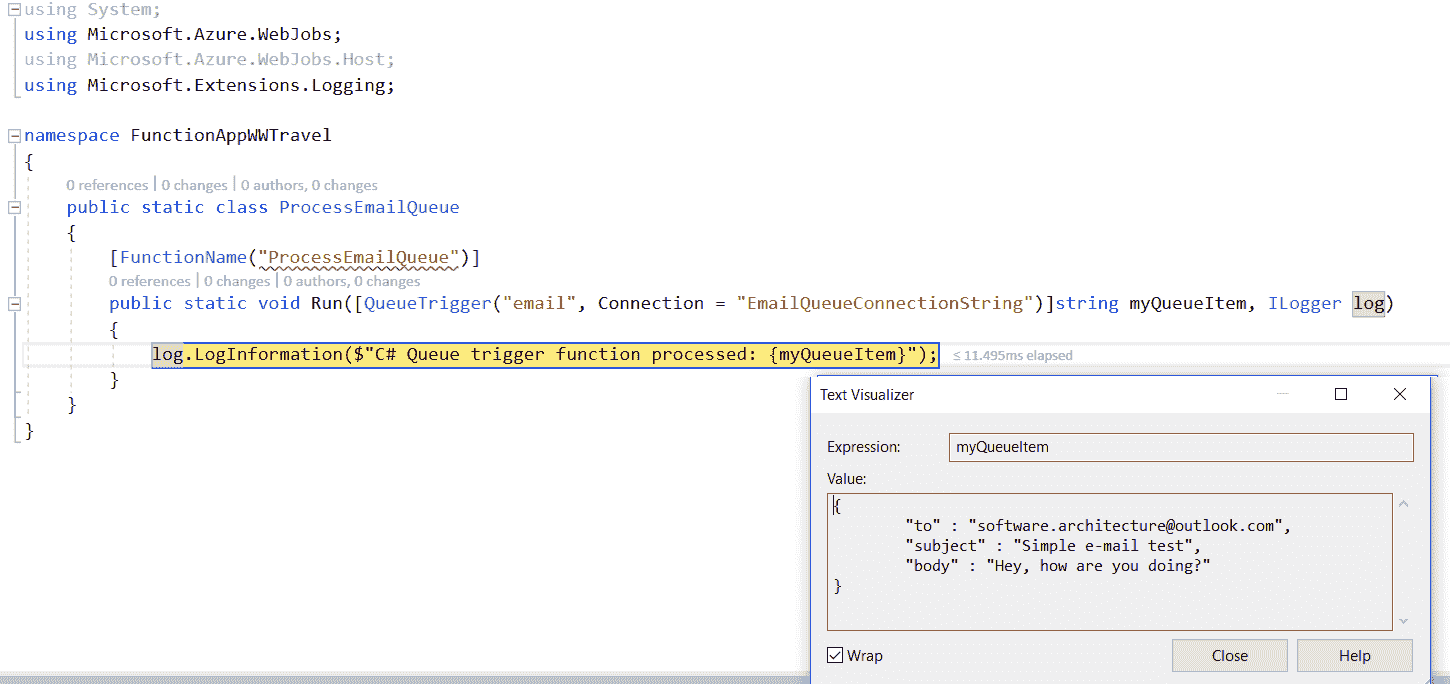 using System;
using Microsoft.Azure.WebJobs;
using Microsoft.Azure.WebJobs.Host;
using Microsoft.Extensions.Logging;
namespace FunctionAppWWTravel
{
0 references | 0 changes | 0 authors, 0 changes
public static class ProcessEmailQueue
{
[FunctionName("ProcessEmailQueue")]
0 references | 0 changes | 0 authors, 0 changes
public static void Run([QueueTrigger("email", Connection = "EmailQueueConnectionString")]string myQueueItem, ILogger log)
{
log.LogInformation($"C# Queue trigger function processed: {myQueueItem}"); ≤ 11.495ms elapsed
}
}
}
Text Visualizer
Expression: myQueueItem
Value:
{
"to" : "software.architecture@outlook.com",
"subject" : "Simple e-mail test",
"body" : "Hey, how are you doing?"
}
Wrap Close Help